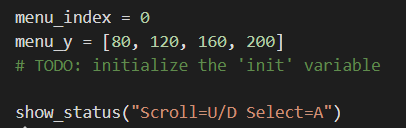 menu_index = 0
menu_y = [80, 120, 160, 200]
# TODO: initialize the 'init' variable
show_status("Scroll=U/D Select=A")